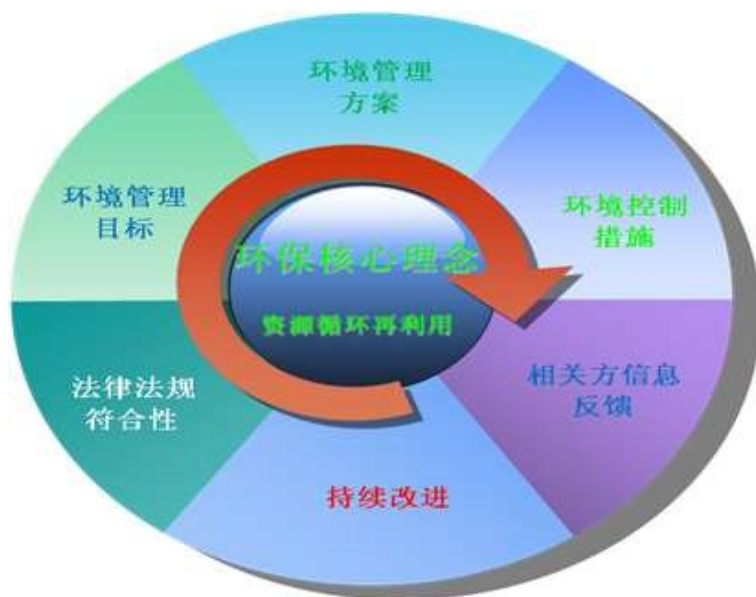 环境管理
方案
环境控制
措施
相关方信息
反馈
持续改进
法律法规
符合性
环境管理
目标
环保核心理念
资源循环再利用